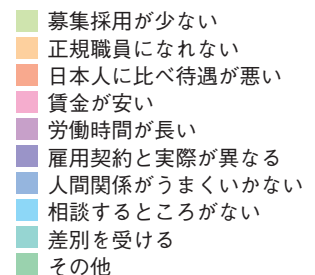 募集採用が少ない
正規職員になれない
日本人に比べ待遇が悪い
賃金が安い
労働時間が長い
雇用契約と実際が異なる
人間関係がうまくいかない
相談するところがない
差別を受ける
その他